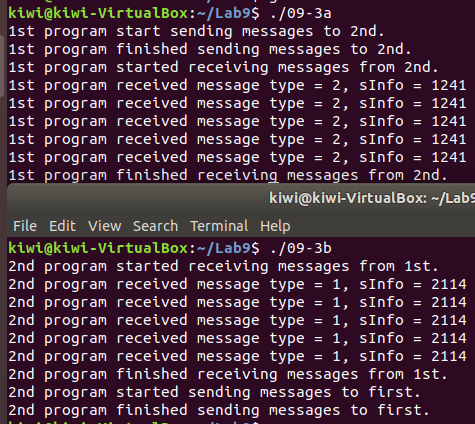 kiwi@kiwi-VirtualBox:~/Lab9$ ./09-3a
1st program start sending messages to 2nd.
1st program finished sending messages to 2nd.
1st program started receiving messages from 2nd.
1st program received message type = 2, sInfo = 1241
1st program received message type = 2, sInfo = 1241
1st program received message type = 2, sInfo = 1241
1st program received message type = 2, sInfo = 1241
1st program received message type = 2, sInfo = 1241
1st program finished receiving messages from 2nd.
kiwi@kiwi-VirtualBox: ~/Lab9
File Edit View Search Terminal Help
kiwi@kiwi-VirtualBox:~/Lab9$ ./09-3b
2nd program started receiving messages from 1st.
2nd program received message type = 1, sInfo = 2114
2nd program received message type = 1, sInfo = 2114
2nd program received message type = 1, sInfo = 2114
2nd program received message type = 1, sInfo = 2114
2nd program received message type = 1, sInfo = 2114
2nd program finished receiving messages from 1st.
2nd program started sending messages to first.
2nd program finished sending messages to first.